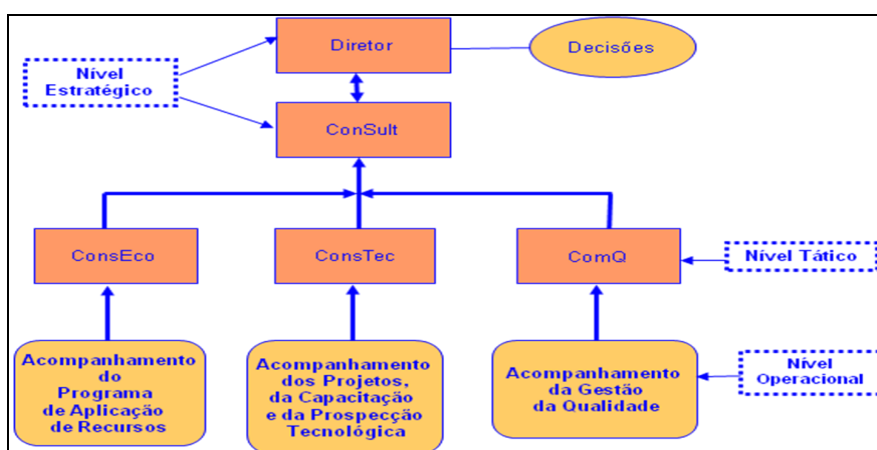 Diretor
Decisões
Nível
Estratégico
ConSult
ConsEco
ConsTec
ComQ
Nível Tático
Acompanhamento
do
Programa
de Aplicação
de Recursos
Acompanhamento
dos Projetos,
da Capacitação
e da Prospecção
Tecnológica
Acompanhamento
da Gestão
da Qualidade
Nível
Operacional